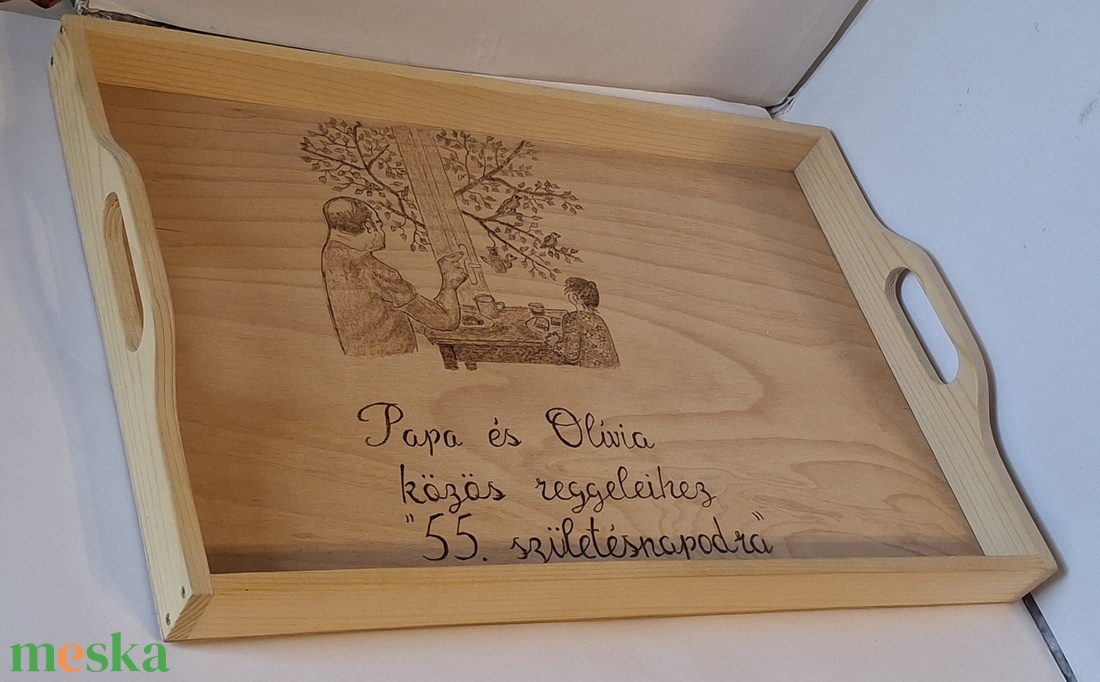 Papa és Olívia
közös reggeleihez
"55. születésnapodra"
meska